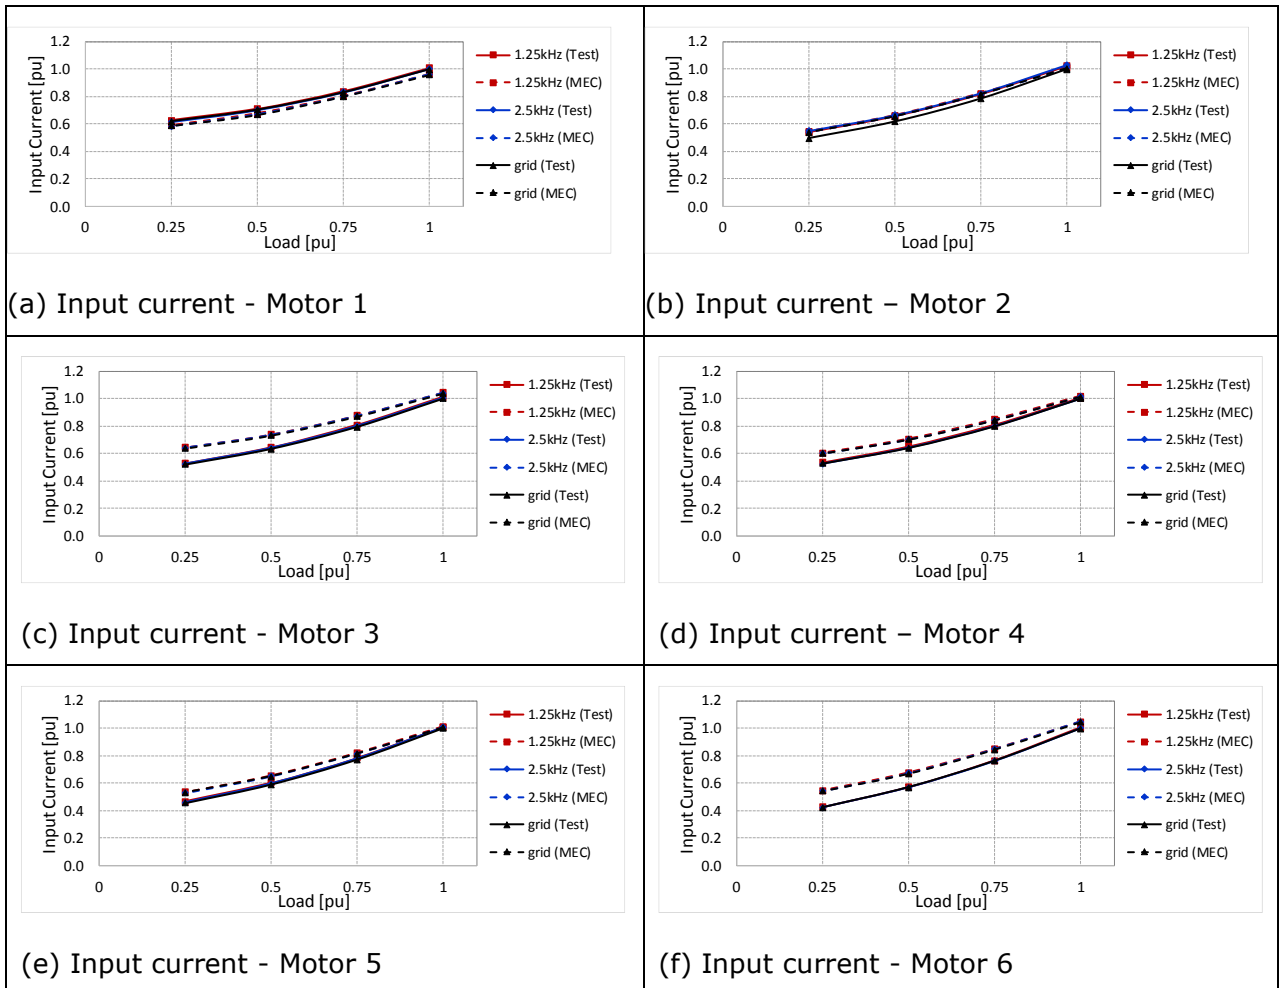 1.2
1.0
0.8
0.6
0.4
0.2
0.0
Input Current [pu]
0 0.25 0.5 0.75 1
Load [pu]
1.25kHz (Test)
1.25kHz (MEC)
2.5kHz (Test)
2.5kHz (MEC)
grid (Test)
grid (MEC)
(a) Input current - Motor 1
1.2
1.0
0.8
0.6
0.4
0.2
0.0
Input Current [pu]
0 0.25 0.5 0.75 1
Load [pu]
1.25kHz (Test)
1.25kHz (MEC)
2.5kHz (Test)
2.5kHz (MEC)
grid (Test)
grid (MEC)
(b) Input current – Motor 2
1.2
1.0
0.8
0.6
0.4
0.2
0.0
Input Current [pu]
0 0.25 0.5 0.75 1
Load [pu]
1.25kHz (Test)
1.25kHz (MEC)
2.5kHz (Test)
2.5kHz (MEC)
grid (Test)
grid (MEC)
(c) Input current - Motor 3
1.2
1.0
0.8
0.6
0.4
0.2
0.0
Input Current [pu]
0 0.25 0.5 0.75 1
Load [pu]
1.25kHz (Test)
1.25kHz (MEC)
2.5kHz (Test)
2.5kHz (MEC)
grid (Test)
grid (MEC)
(d) Input current – Motor 4
1.2
1.0
0.8
0.6
0.4
0.2
0.0
Input Current [pu]
0 0.25 0.5 0.75 1
Load [pu]
1.25kHz (Test)
1.25kHz (MEC)
2.5kHz (Test)
2.5kHz (MEC)
grid (Test)
grid (MEC)
(e) Input current - Motor 5
1.2
1.0
0.8
0.6
0.4
0.2
0.0
Input Current [pu]
0 0.25 0.5 0.75 1
Load [pu]
1.25kHz (Test)
1.25kHz (MEC)
2.5kHz (Test)
2.5kHz (MEC)
grid (Test)
grid (MEC)
(f) Input current - Motor 6